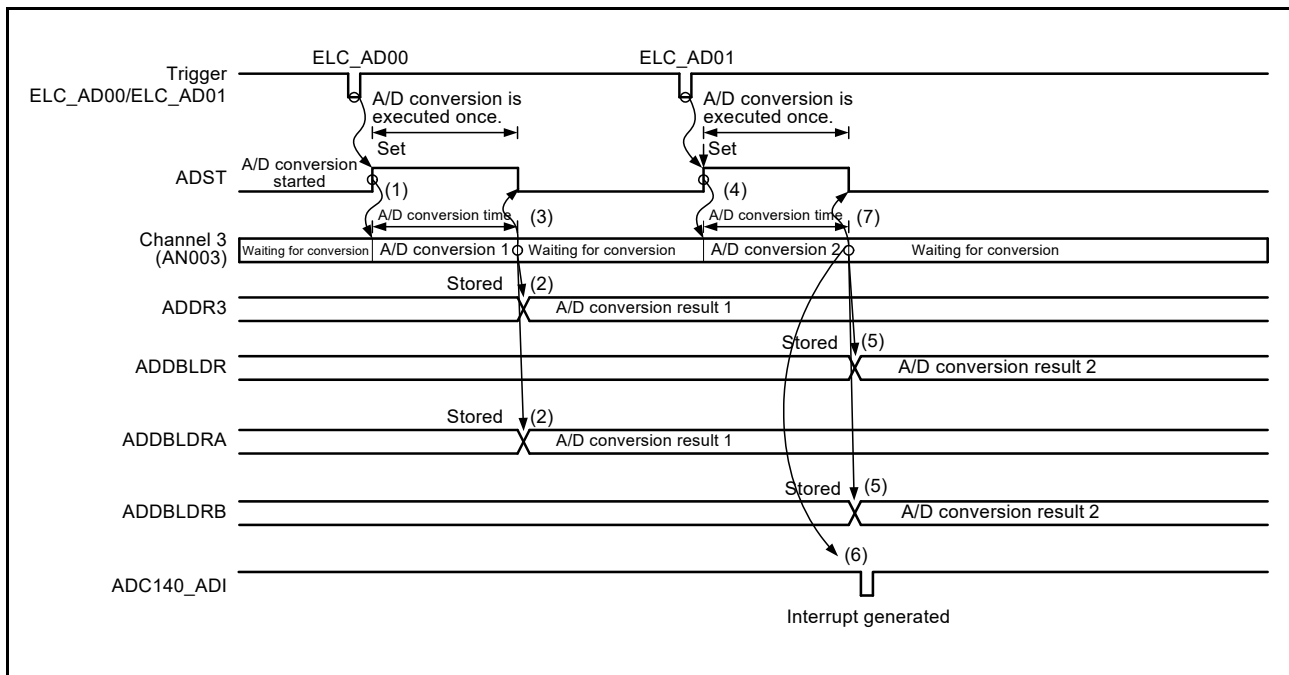 ELC_AD00 ELC_AD01
Trigger
ELC_AD00/ELC_AD01
A/D conversion is
executed once.
A/D conversion is
executed once.
Set Set
A/D conversion
started
ADST
(1) (4)
A/D conversion time (3) A/D conversion time (7)
Channel 3
(AN003)
Waiting for conversion A/D conversion 1 Waiting for conversion A/D conversion 2 Waiting for conversion
Stored (2)
ADDR3 A/D conversion result 1
Stored (5)
ADDBLDR A/D conversion result 2
Stored (2)
ADDBLDRA A/D conversion result 1
Stored (5)
ADDBLDRB A/D conversion result 2
(6)
ADC140_ADI
Interrupt generated